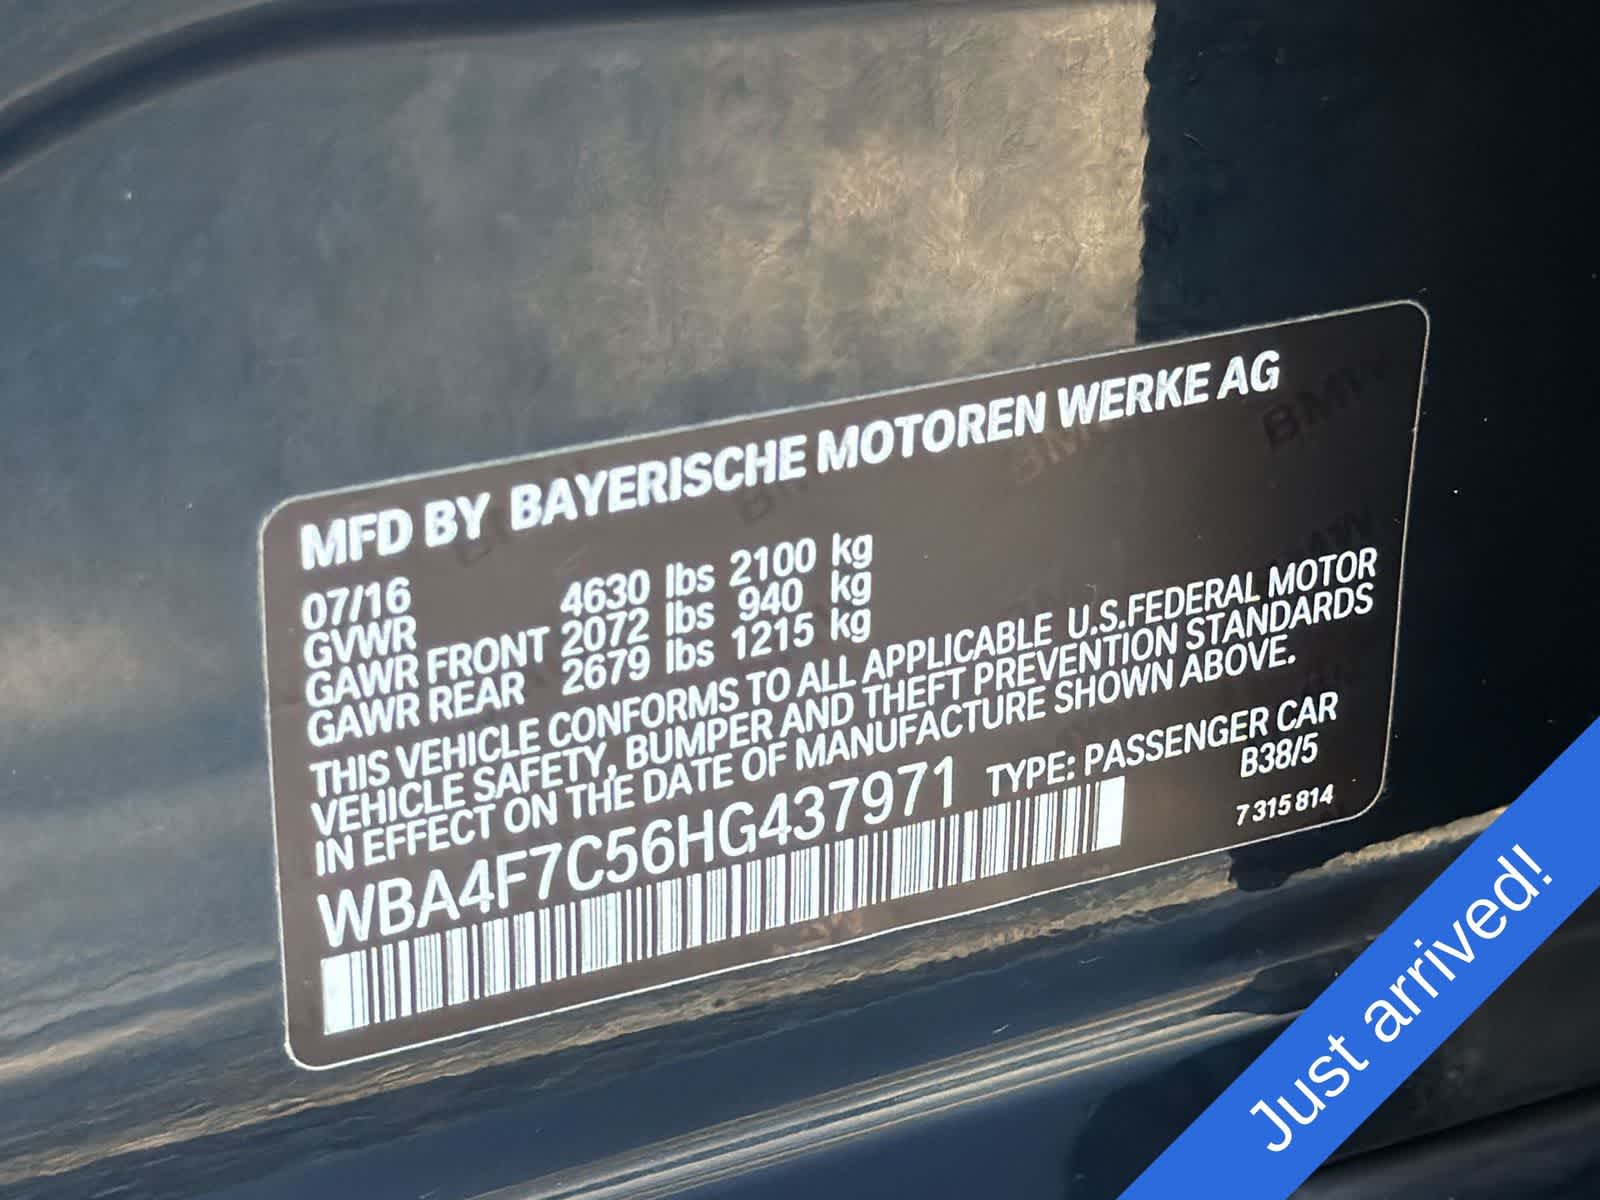 MFD BY BAYERISCHE MOTOREN WERKE AG
07/16
GVWR 4630 lbs 2100 kg
GAWR FRONT 2072 lbs 940 kg
GAWR REAR 2679 lbs 1215 kg
THIS VEHICLE CONFORMS TO ALL APPLICABLE U.S.FEDERAL MOTOR
VEHICLE SAFETY, BUMPER AND THEFT PREVENTION STANDARDS
IN EFFECT ON THE DATE OF MANUFACTURE SHOWN ABOVE.
WBA4F7C56HG437971 TYPE: PASSENGER CAR
B38/5
7 315 814
Just arrived!